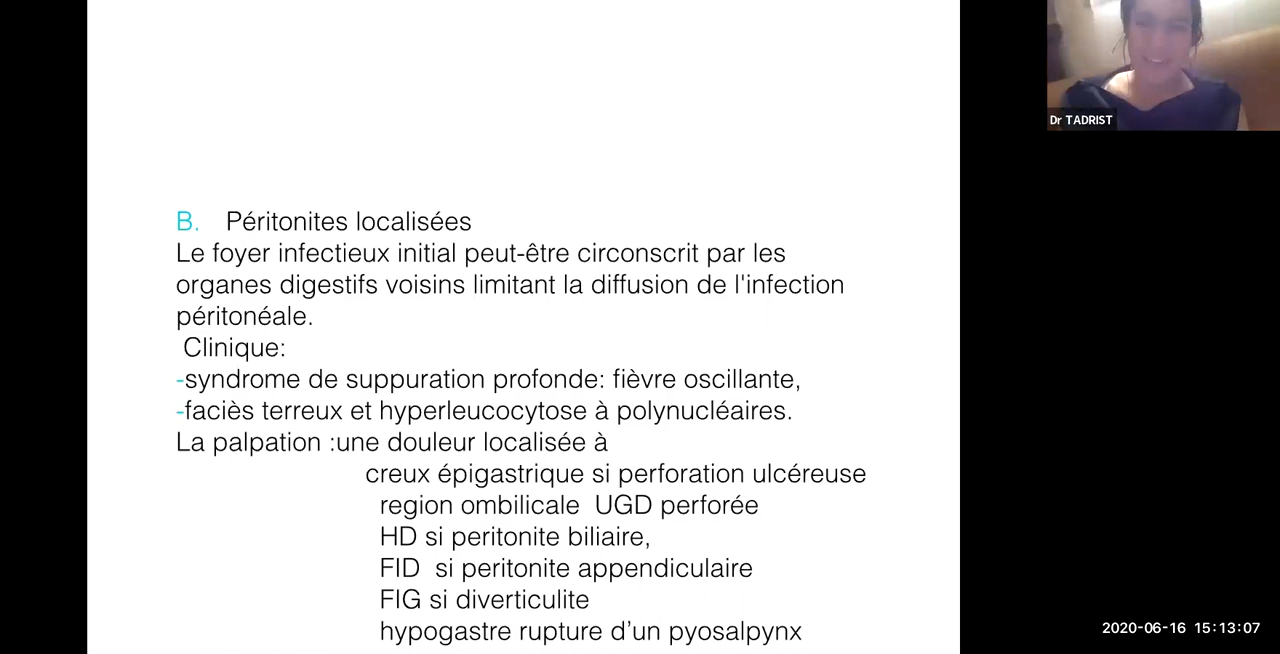 B. Péritonites localisées
Le foyer infectieux initial peut-être circonscrit par les
organes digestifs voisins limitant la diffusion de l'infection
péritonéale.
Clinique:
-syndrome de suppuration profonde: fièvre oscillante,
-faciès terreux et hyperleucocytose à polynucléaires.
La palpation :une douleur localisée à
creux épigastrique si perforation ulcéreuse
region ombilicale UGD perforée
HD si peritonite biliaire,
FID si peritonite appendiculaire
FIG si diverticulite
hypogastre rupture d’un pyosalpynx
Dr TADRIST
2020-06-16 15:13:07